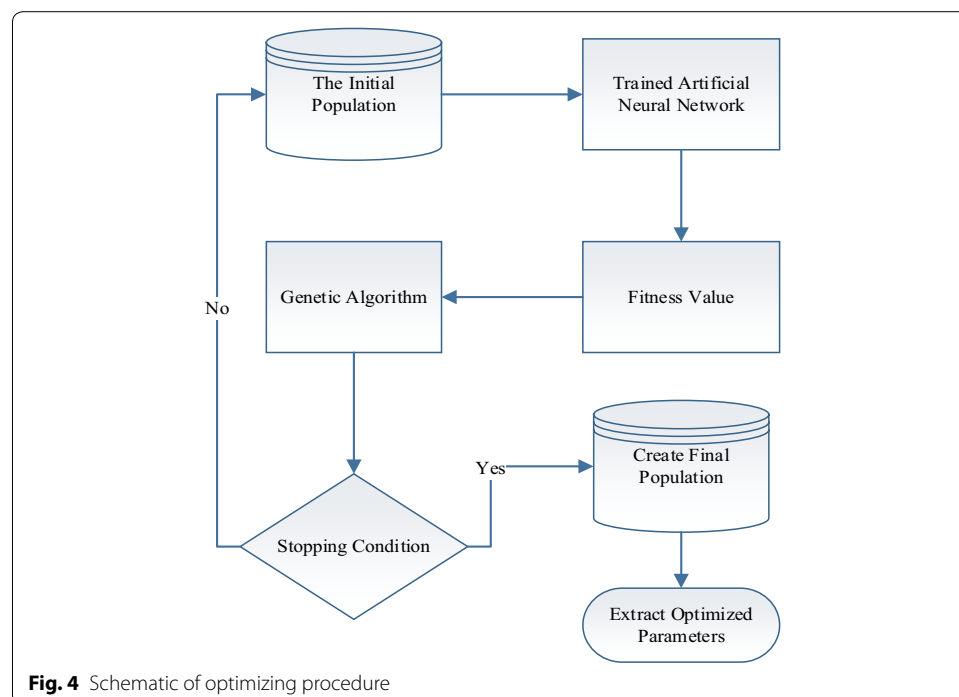 The Initial
Population
Trained Artificial
Neural Network
Genetic Algorithm
Fitness Value
No
Yes
Create Final
Population
Stopping Condition
Extract Optimized
Parameters
Fig. 4 Schematic of optimizing procedure